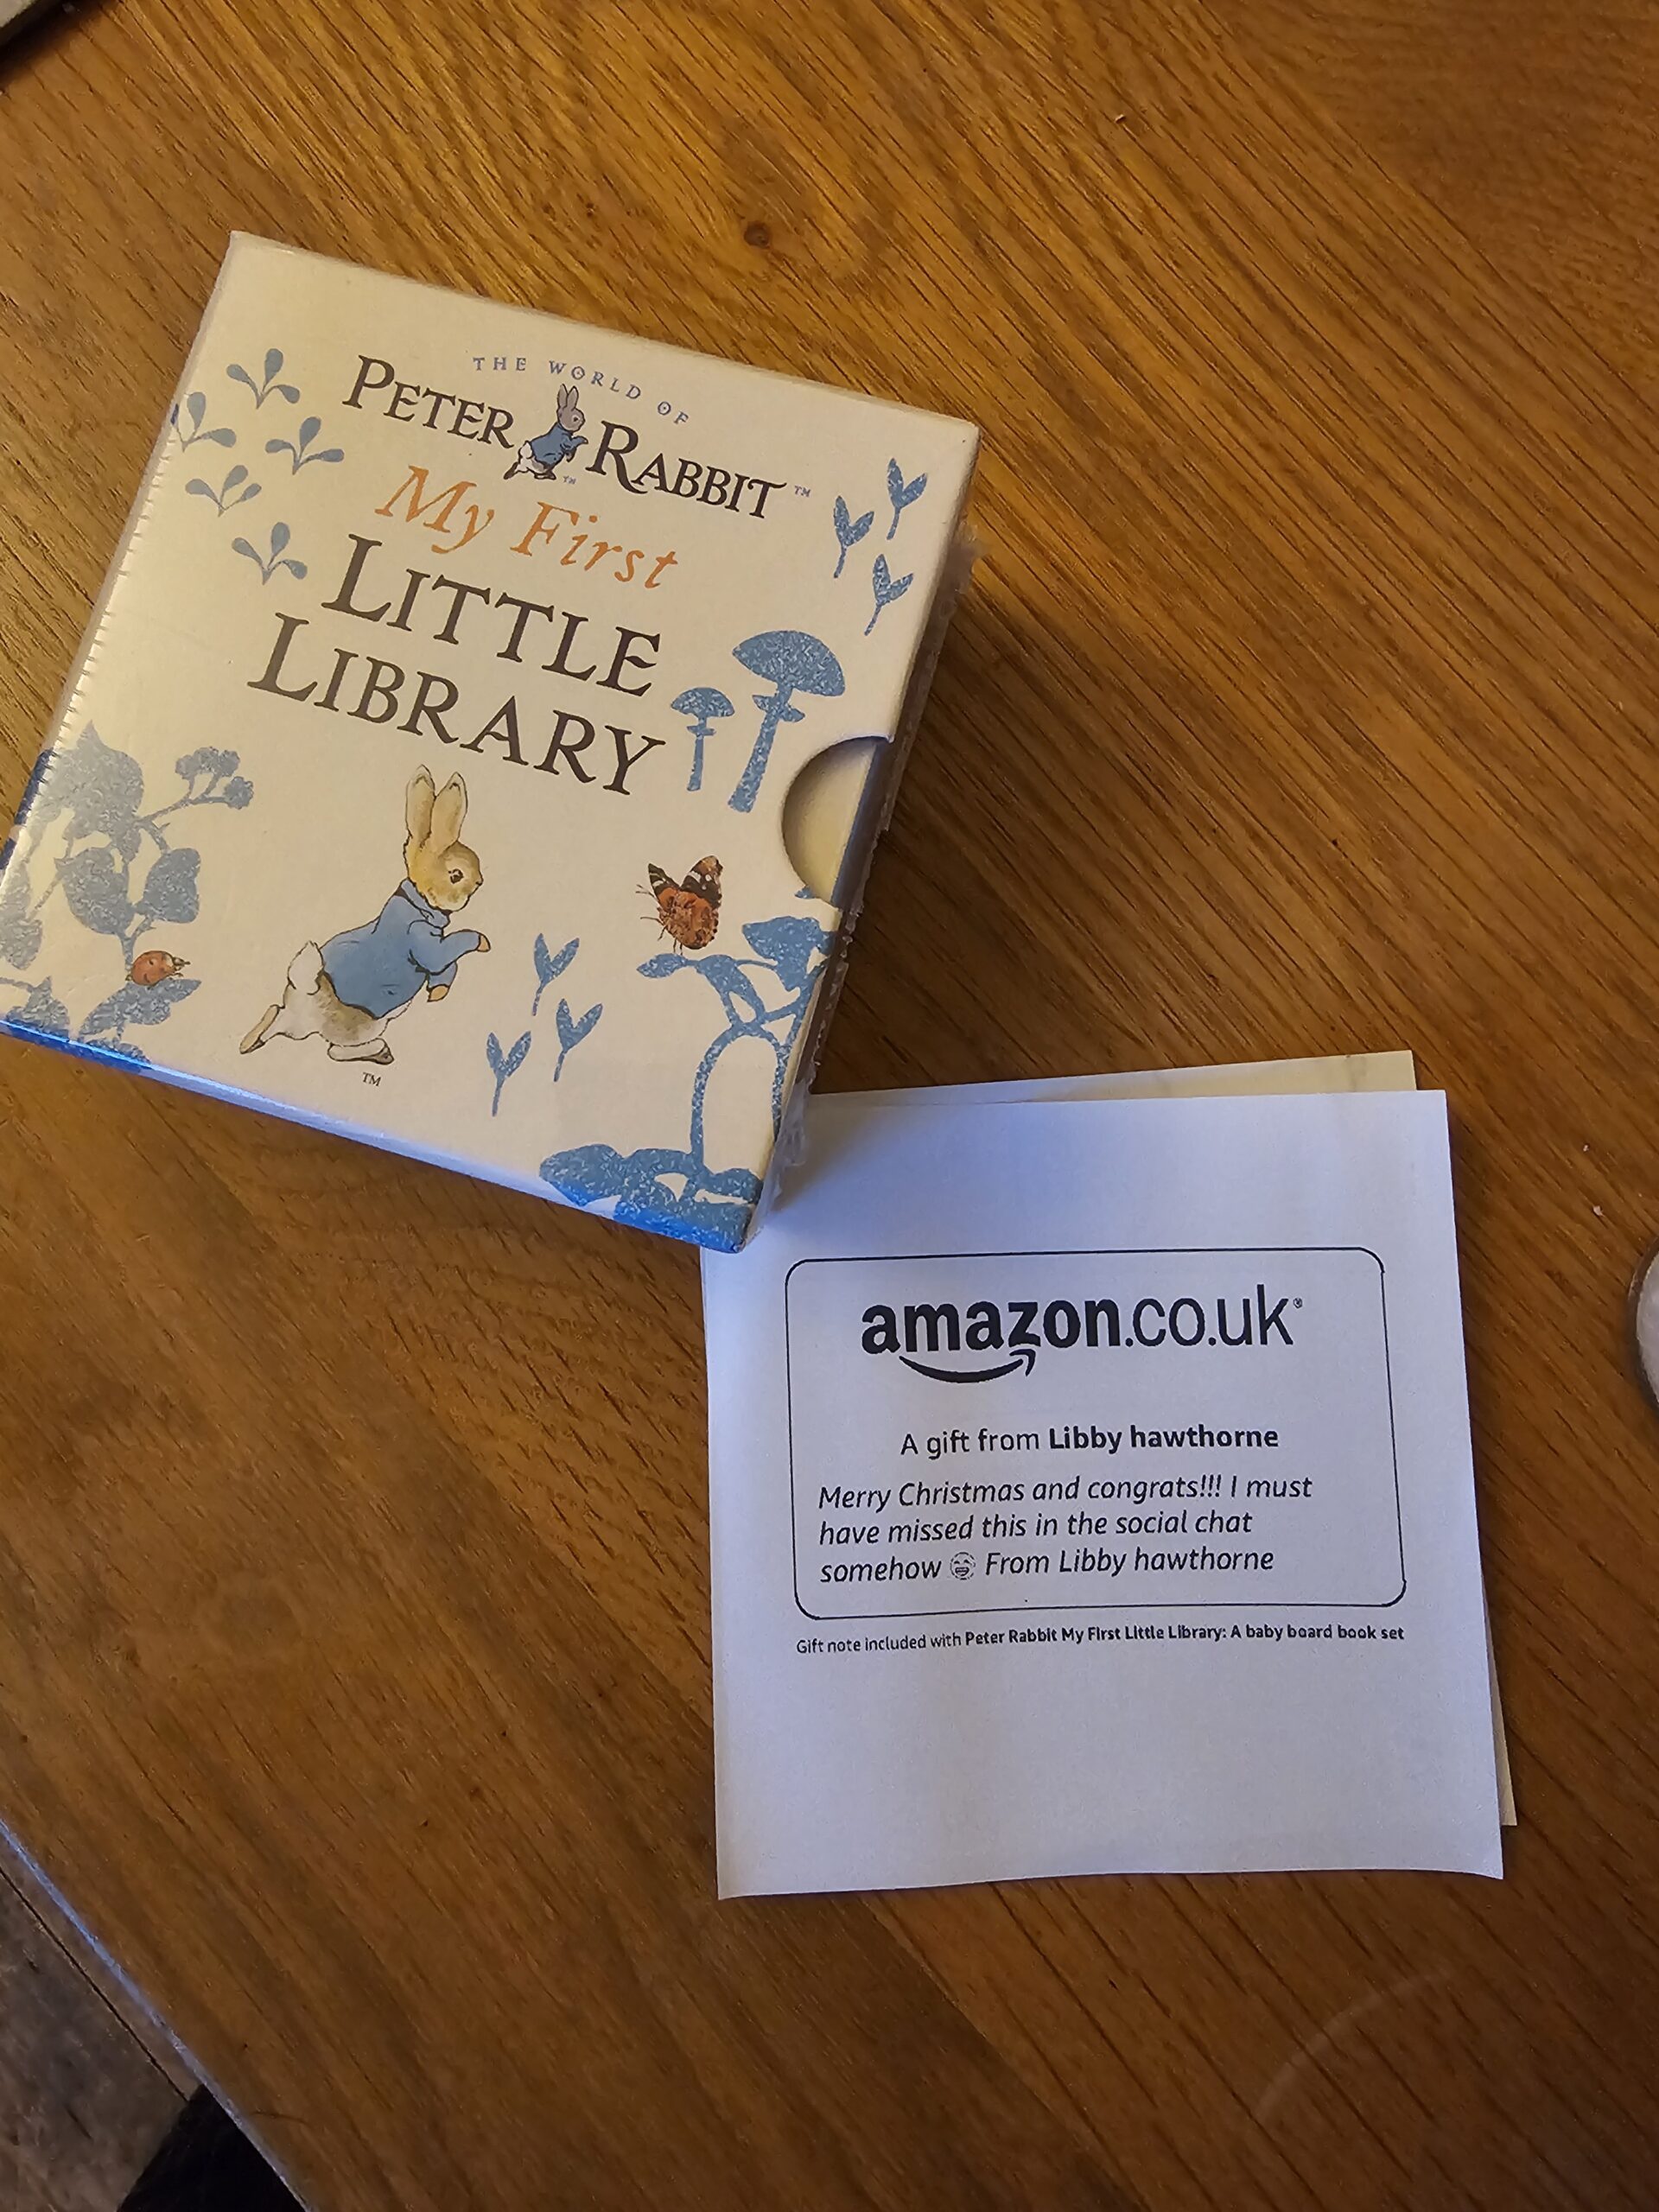 THE WORLD OF
PETER RABBIT™
™
My First
LITTLE
LIBRARY
TM
amazon.co.uk®
A gift from Libby hawthorne
Merry Christmas and congrats!!! I must
have missed this in the social chat
somehow 😂 From Libby hawthorne
Gift note included with Peter Rabbit My First Little Library: A baby board book set